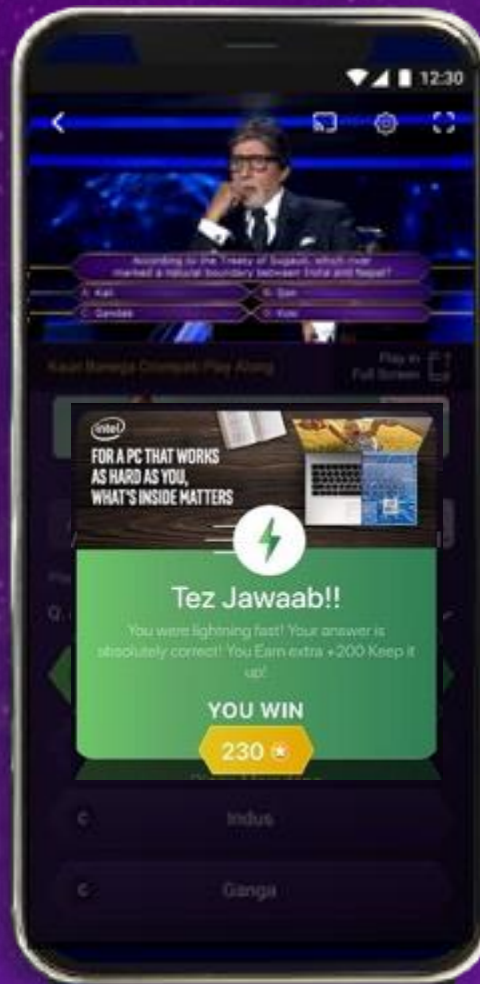 12:30
According to the Treaty of Sugauli, which river
marked a natural boundary between India and Nepal?
A: Kali
B: Son
C: Gandak
D: Kosi
Kaun Banega Crorepati Play Along
Play in
Full Screen
intel
FOR A PC THAT WORKS
AS HARD AS YOU,
WHAT'S INSIDE MATTERS
Tez Jawaab!!
You were lightning fast! Your answer is
absolutely correct! You Earn extra +200 Keep it
up!
YOU WIN
230
Q.
C
Indus
C
Ganga